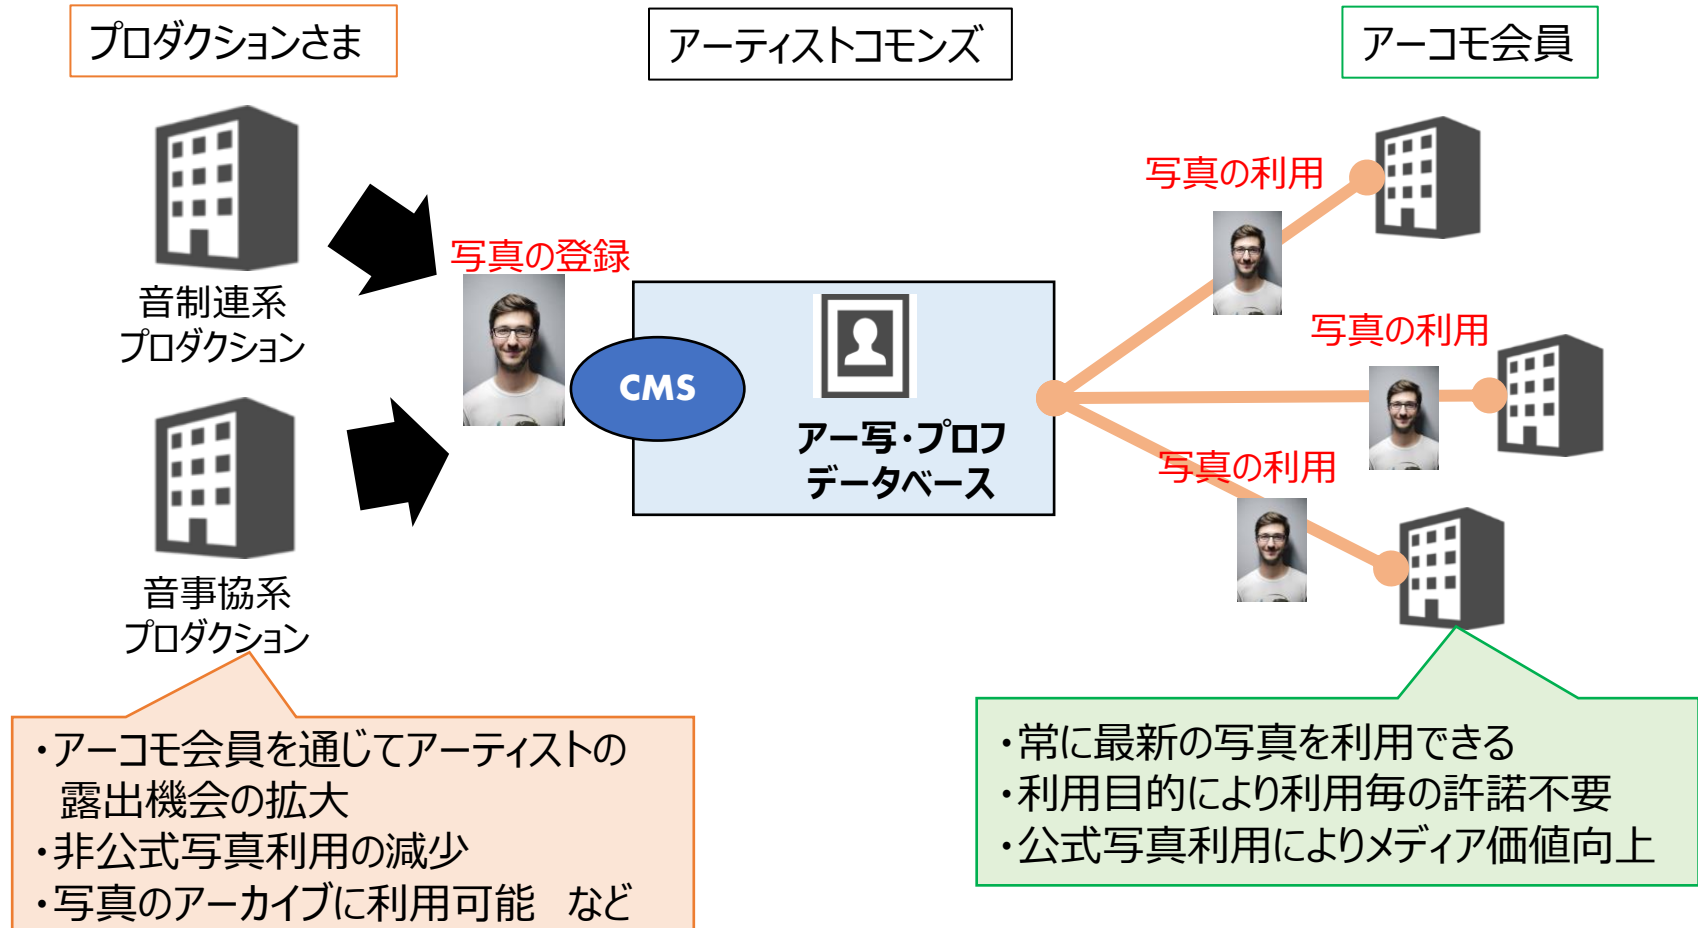 プロダクションさま
アーティストコモンズ
アーコモ会員
音制連系
プロダクション
音事協系
プロダクション
写真の登録
CMS
アー写・プロフ
データベース
写真の利用
写真の利用
写真の利用
・アーコモ会員を通じてアーティストの
露出機会の拡大
・非公式写真利用の減少
・写真のアーカイブに利用可能　など
・常に最新の写真を利用できる
・利用目的により利用毎の許諾不要
・公式写真利用によりメディア価値向上